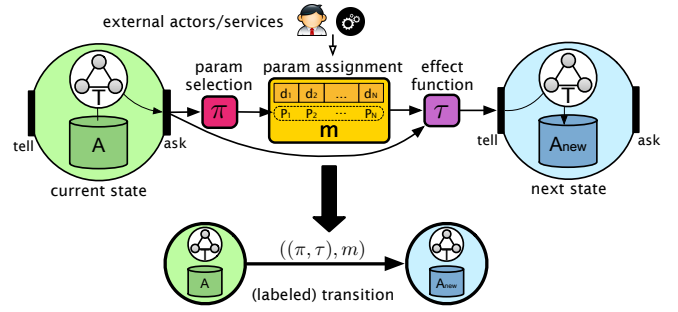 external actors/services
param selection
param assignment
effect function
T
A
tell
ask
current state
π
d1 d2 ... dN
P1 P2 ... PN
m
τ
T
Anew
tell
ask
next state
((π, τ), m)
A
Anew
(labeled) transition